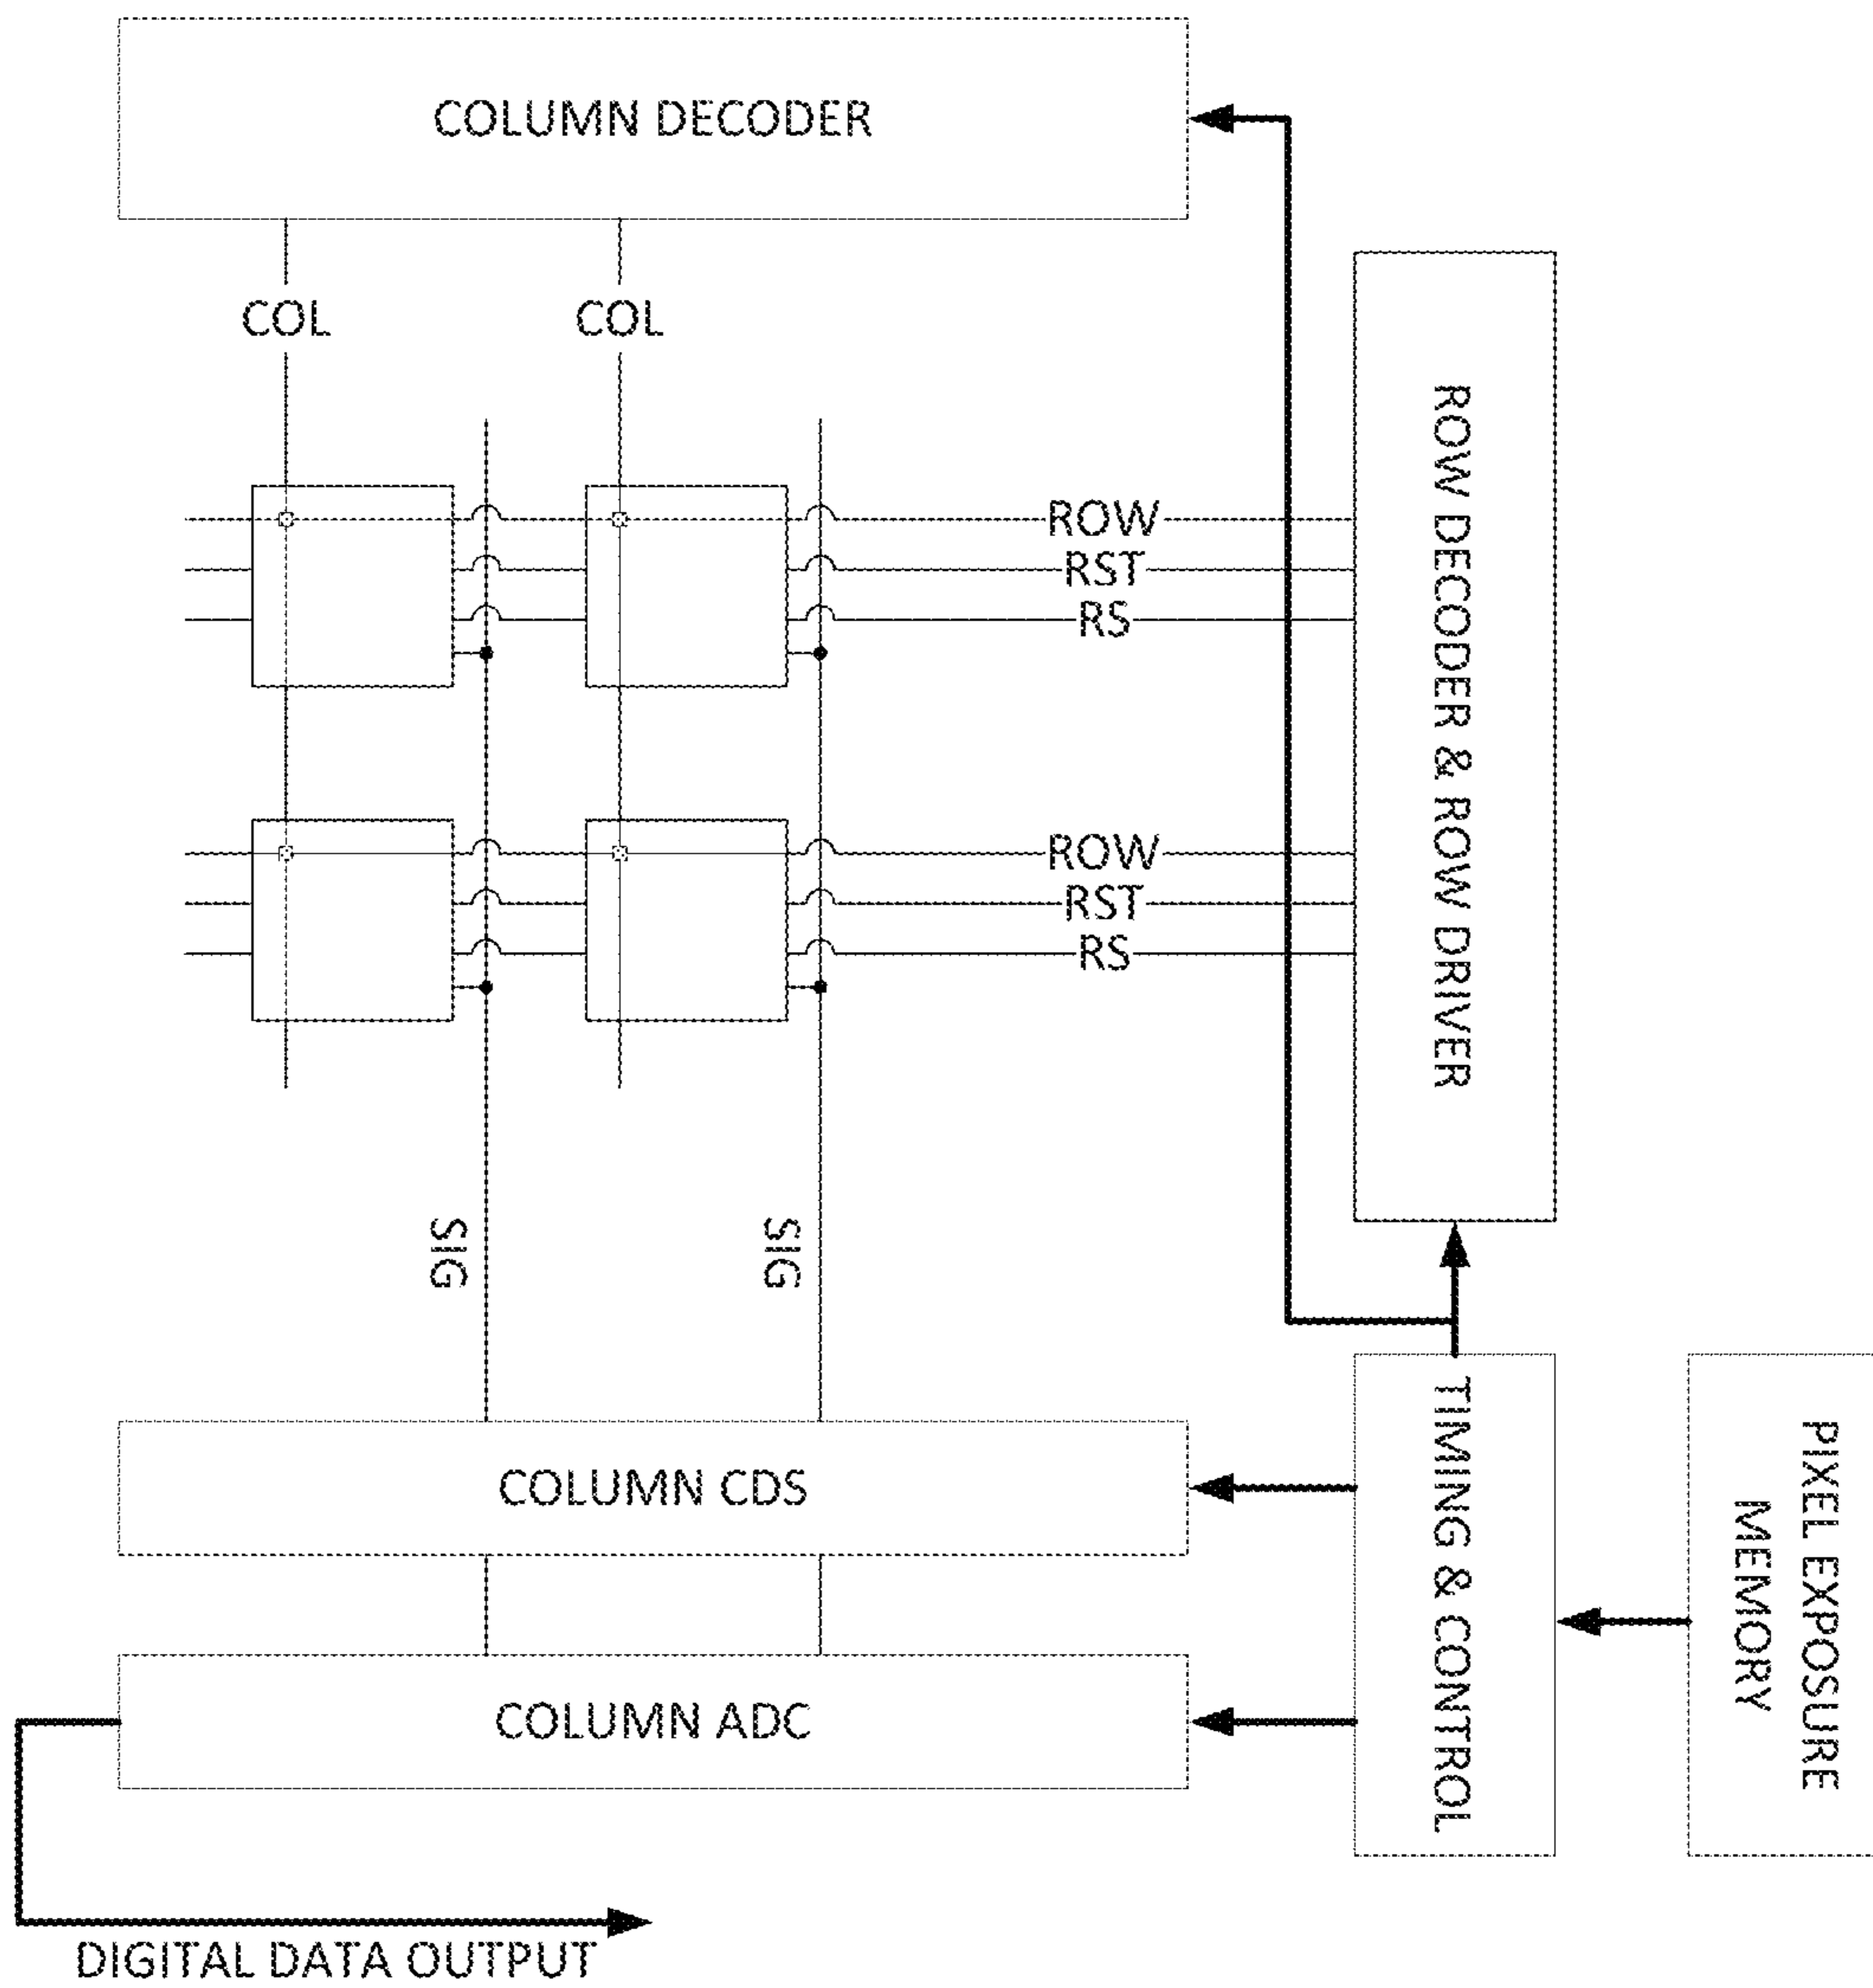 COLUMN DECODER
COL
COL
ROW
RST
RS
ROW
RST
RS
ROW DECODER & ROW DRIVER
SIG
SIG
COLUMN CDS
COLUMN ADC
TIMING & CONTROL
PIXEL EXPOSURE
MEMORY
DIGITAL DATA OUTPUT